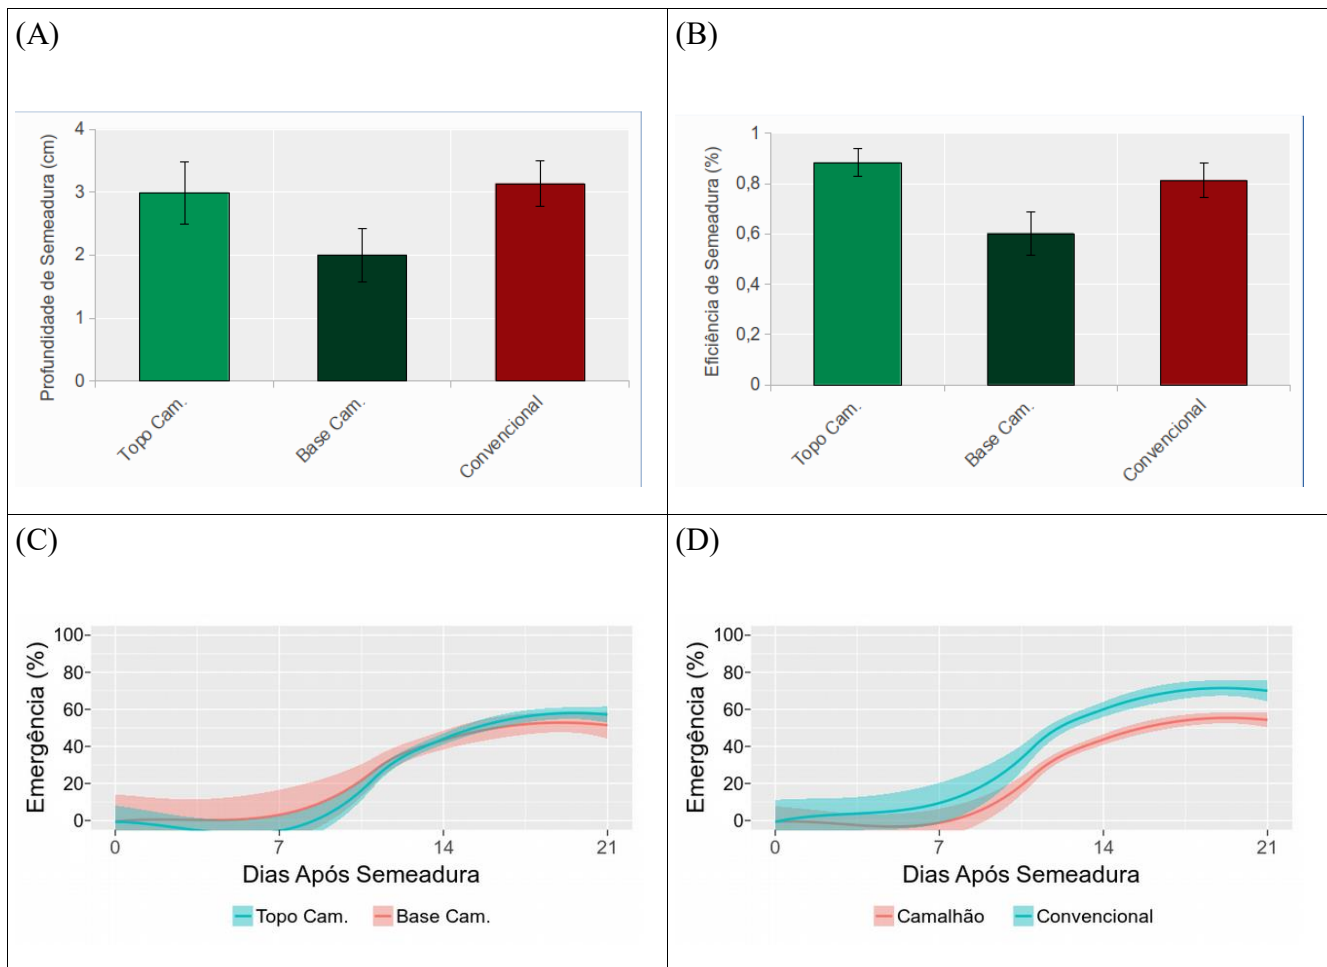 (A)
Profundidade de Semeadura (cm)
4
3
2
1
0
Topo Cam.
Base Cam.
Convencional
(B)
Eficiência de Semeadura (%)
1
0,8
0,6
0,4
0,2
0
Topo Cam.
Base Cam.
Convencional
(C)
Emergência (%)
100
80
60
40
20
0
0 7 14 21
Dias Após Semeadura
Topo Cam. Base Cam.
(D)
Emergência (%)
100
80
60
40
20
0
0 7 14 21
Dias Após Semeadura
Camalhão Convencional